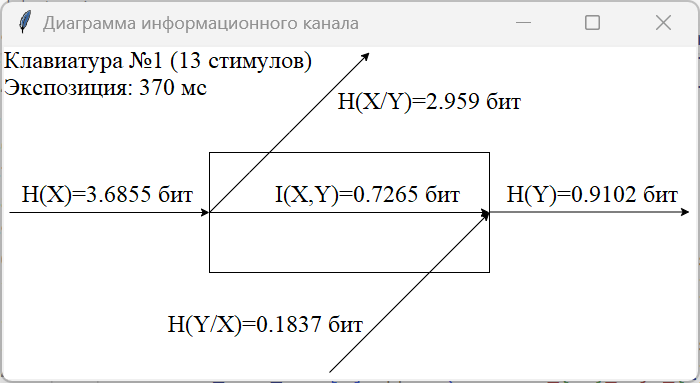 Диаграмма информационного канала
Клавиатура №1 (13 стимулов)
Экспозиция: 370 мс
H(X/Y)=2.959 бит
H(X)=3.6855 бит
I(X,Y)=0.7265 бит
H(Y)=0.9102 бит
H(Y/X)=0.1837 бит